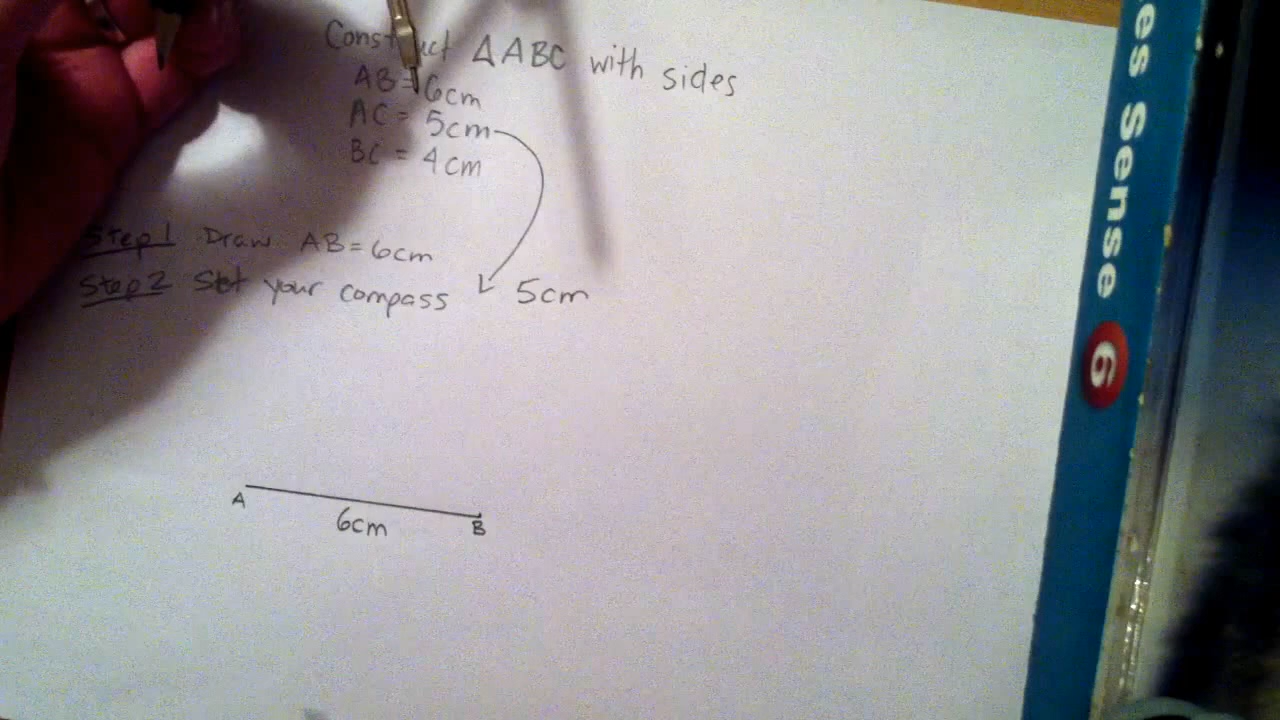 Construct △ABC with sides
AB = 6cm
AC = 5cm
BC = 4cm
Step 1 Draw AB = 6cm
Step 2 Set your compass 5cm
A
6cm
B
es Sense 6